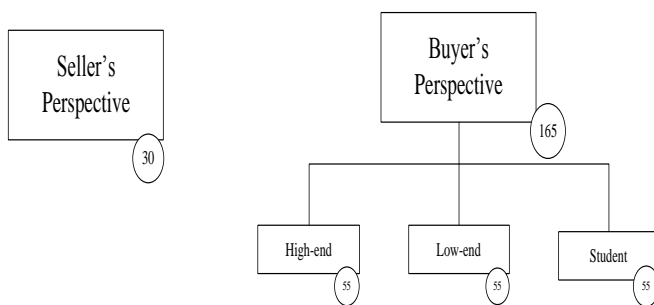 Seller's
Perspective
30
Buyer's
Perspective
165
High-end
55
Low-end
55
Student
55